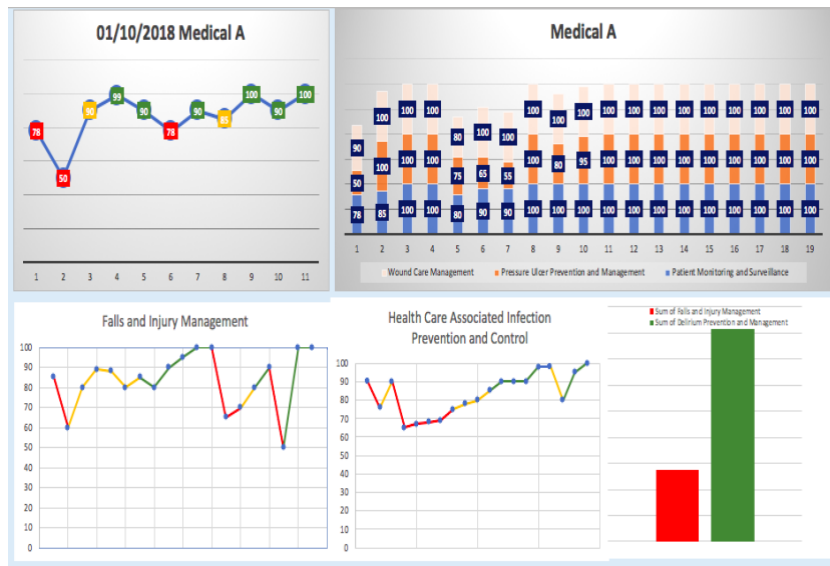 01/10/2018 Medical A
78
50
90
99
90
78
90
85
100
90
100
1 2 3 4 5 6 7 8 9 10 11
Medical A
90 100 100 100 80 100 100 100 100 100 100 100 100 100 100 100 100 100 100
50 100 100 100 75 65 55 100 80 95 100 100 100 100 100 100 100 100 100
78 85 100 100 80 90 90 100 100 100 100 100 100 100 100 100 100 100 100
1 2 3 4 5 6 7 8 9 10 11 12 13 14 15 16 17 18 19
Wound Care Management Pressure Ulcer Prevention and Management Patient Monitoring and Surveillance
Falls and Injury Management
100
90
80
70
60
50
40
30
20
10
0
Health Care Associated Infection
Prevention and Control
100
90
80
70
60
50
40
30
20
10
0
Sum of Falls and Injury Management
Sum of Delirium Prevention and Management